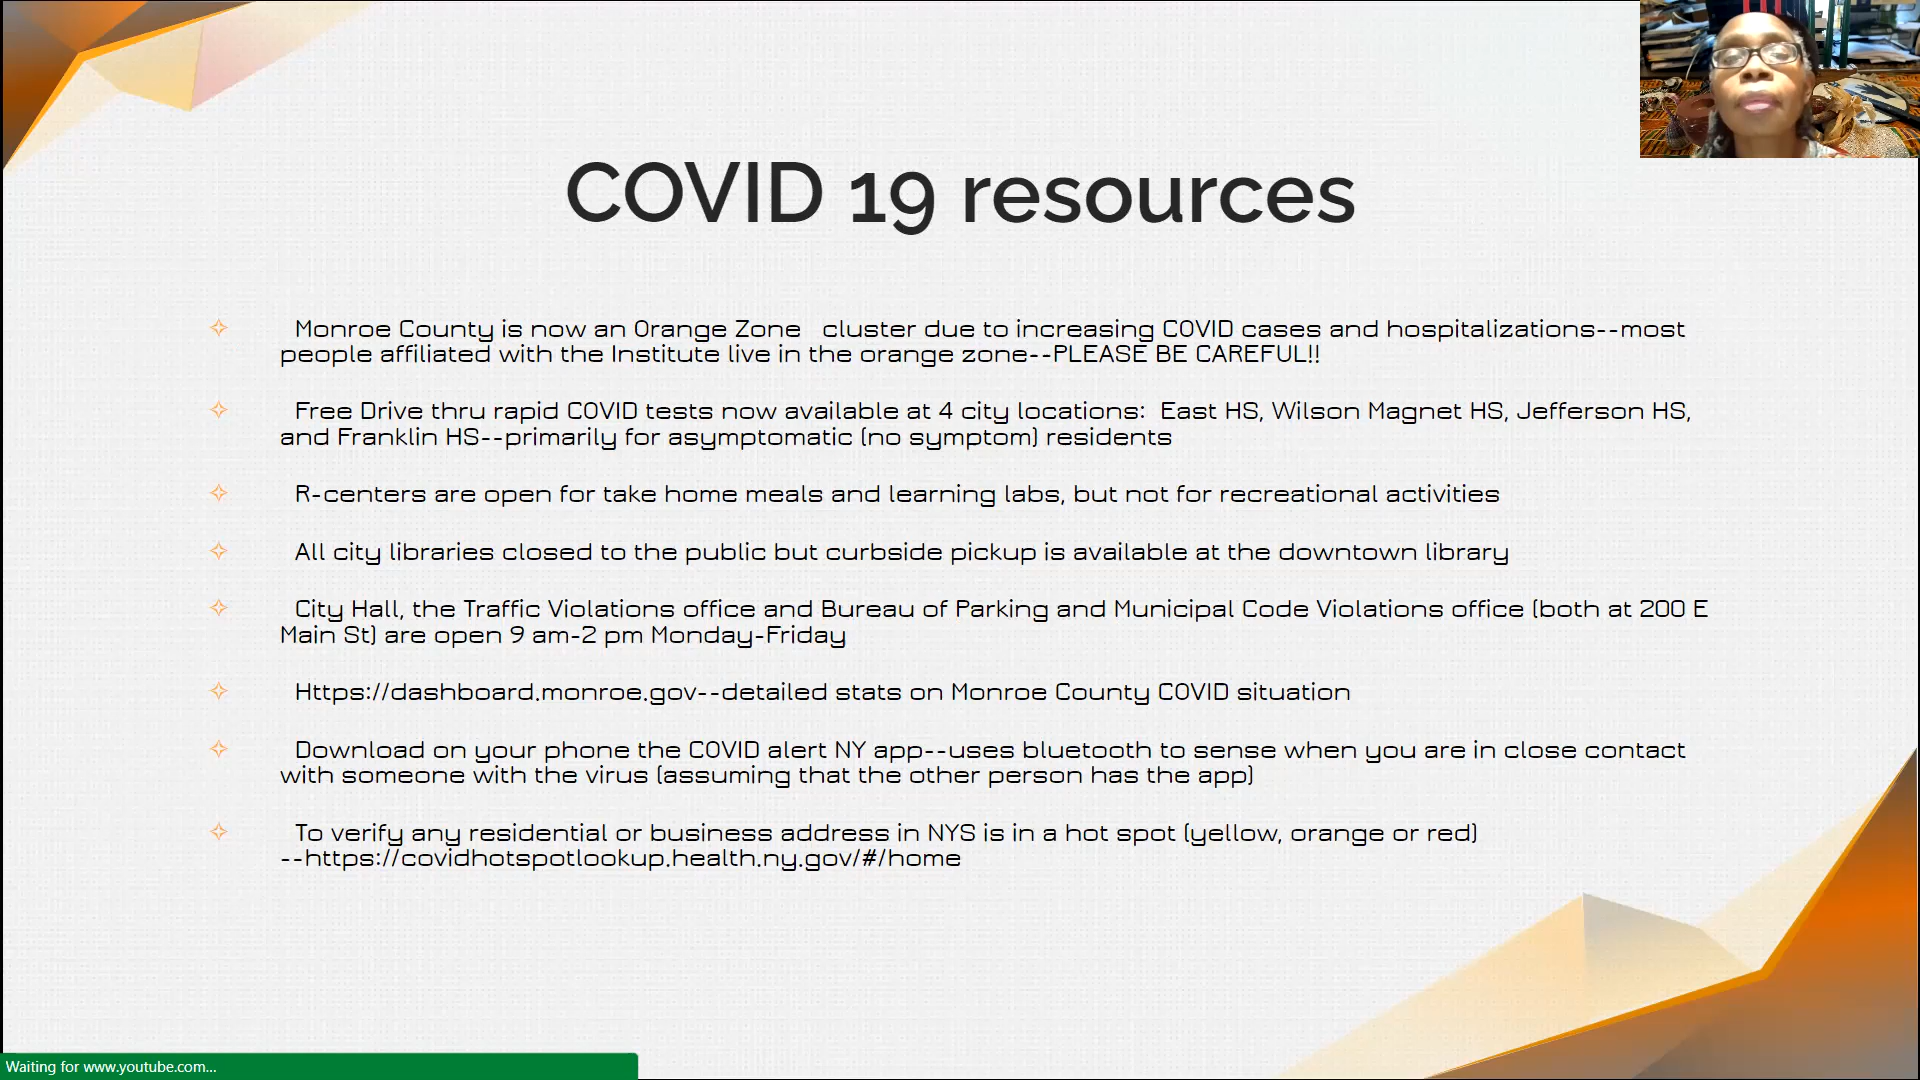 COVID 19 resources
Monroe County is now an Orange Zone cluster due to increasing COVID cases and hospitalizations--most
people affiliated with the Institute live in the orange zone--PLEASE BE CAREFUL!!
Free Drive thru rapid COVID tests now available at 4 city locations: East HS, Wilson Magnet HS, Jefferson HS,
and Franklin HS--primarily for asymptomatic (no symptom) residents
R-centers are open for take home meals and learning labs, but not for recreational activities
All city libraries closed to the public but curbside pickup is available at the downtown library
City Hall, the Traffic Violations office and Bureau of Parking and Municipal Code Violations office (both at 200 E
Main St) are open 9 am-2 pm Monday-Friday
Https://dashboard.monroe.gov--detailed stats on Monroe County COVID situation
Download on your phone the COVID alert NY app--uses bluetooth to sense when you are in close contact
with someone with the virus (assuming that the other person has the app)
To verify any residential or business address in NYS is in a hot spot (yellow, orange or red)
--https://covidhotspotlookup.health.ny.gov/#/home
Waiting for www.youtube.com...